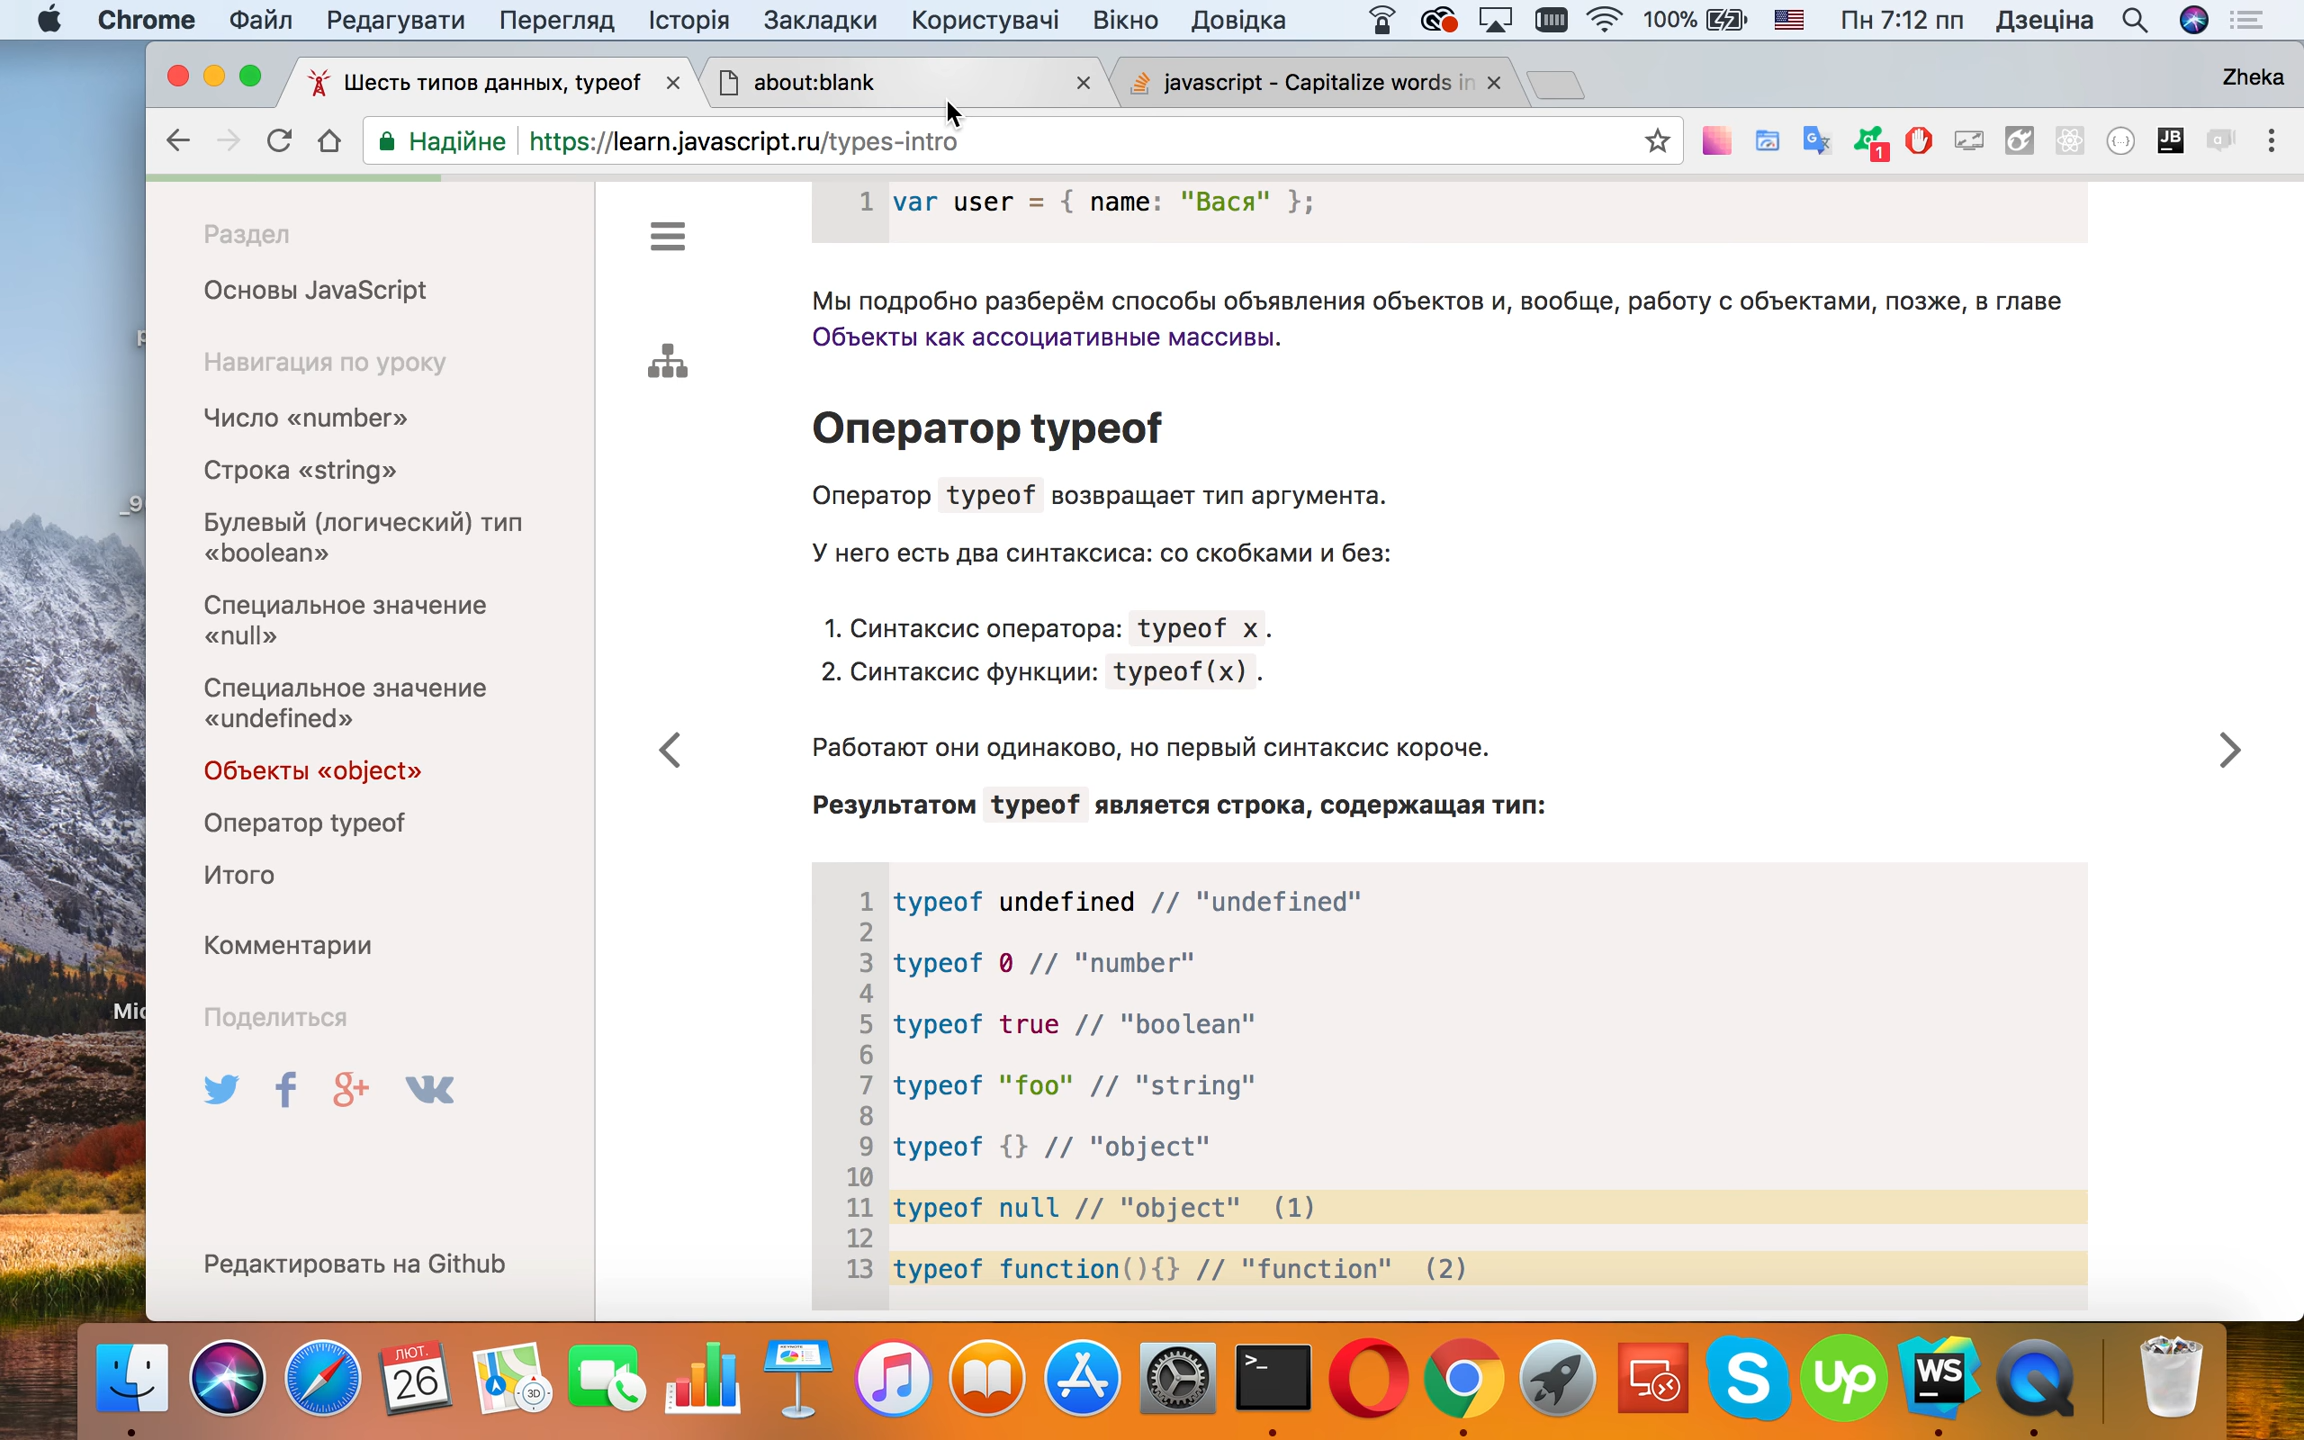 Chrome Файл Редагувати Перегляд Історія Закладки Користувачі Вікно Довідка 100% Пн 7:12 пп Дзеціна
Шесть типов данных, typeof about:blank javascript - Capitalize words in Zheka
Надійне https://learn.javascript.ru/types-intro 1 JB
Раздел
Основы JavaScript
Навигация по уроку
Число «number»
Строка «string»
Булевый (логический) тип
«boolean»
Специальное значение
«null»
Специальное значение
«undefined»
Объекты «object»
Оператор typeof
Итого
Комментарии
Поделиться
Редактировать на Github
1 var user = { name: "Вася" };
Мы подробно разберём способы объявления объектов и, вообще, работу с объектами, позже, в главе
Объекты как ассоциативные массивы.
Оператор typeof
Оператор typeof возвращает тип аргумента.
У него есть два синтаксиса: со скобками и без:
1. Синтаксис оператора: typeof x.
2. Синтаксис функции: typeof(x).
Работают они одинаково, но первый синтаксис короче.
Результатом typeof является строка, содержащая тип:
1 typeof undefined // "undefined"
2
3 typeof 0 // "number"
4
5 typeof true // "boolean"
6
7 typeof "foo" // "string"
8
9 typeof {} // "object"
10
11 typeof null // "object" (1)
12
13 typeof function(){} // "function" (2)
_9
Mic
ЛЮТ.
26
3D
WS
up